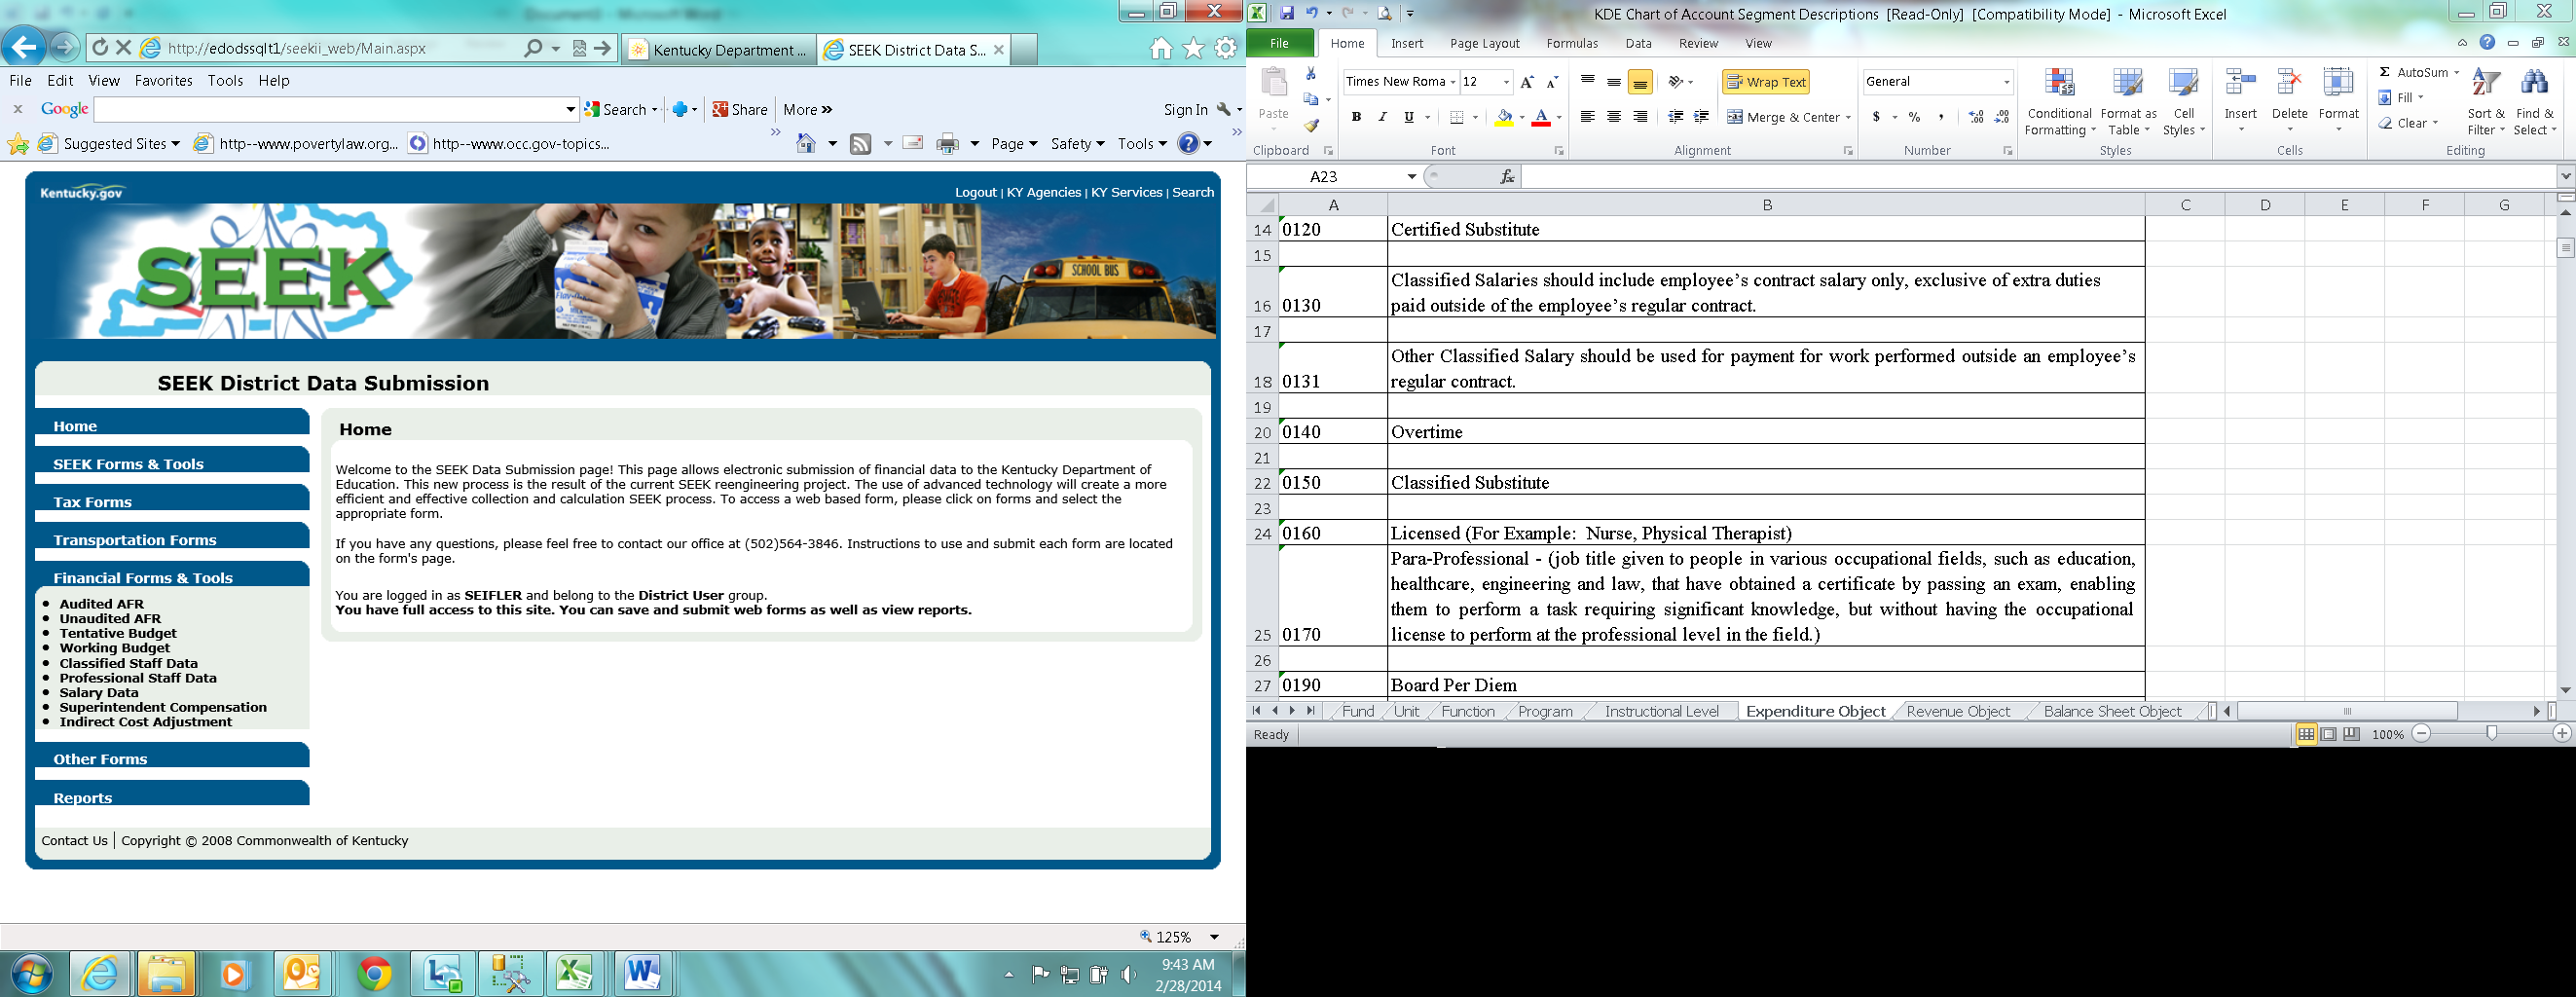 http://edodssqlt1/seekii_web/Main.aspx
Kentucky Department ...
SEEK District Data S...
File Edit View Favorites Tools Help
Google Search Share More » Sign In
Suggested Sites http--www.povertylaw.org... http--www.occ.gov-topics... Page Safety Tools
Kentucky.gov
Logout | KY Agencies | KY Services | Search
SEEK
SCHOOL BUS
SEEK District Data Submission
Home
SEEK Forms & Tools
Tax Forms
Transportation Forms
Financial Forms & Tools
• Audited AFR
• Unaudited AFR
• Tentative Budget
• Working Budget
• Classified Staff Data
• Professional Staff Data
• Salary Data
• Superintendent Compensation
• Indirect Cost Adjustment
Other Forms
Reports
Home
Welcome to the SEEK Data Submission page! This page allows electronic submission of financial data to the Kentucky Department of
Education. This new process is the result of the current SEEK reengineering project. The use of advanced technology will create a more
efficient and effective collection and calculation SEEK process. To access a web based form, please click on forms and select the
appropriate form.
If you have any questions, please feel free to contact our office at (502)564-3846. Instructions to use and submit each form are located
on the form's page.
You are logged in as SEIFLER and belong to the District User group.
You have full access to this site. You can save and submit web forms as well as view reports.
Contact Us | Copyright © 2008 Commonwealth of Kentucky
125%
9:43 AM
2/28/2014
KDE Chart of Account Segment Descriptions [Read-Only] [Compatibility Mode] - Microsoft Excel
File Home Insert Page Layout Formulas Data Review View
Paste
Times New Roma 12
B I U
Wrap Text
Merge & Center
General
$ % ,
Conditional Formatting
Format as Table
Cell Styles
Insert Delete Format
Σ AutoSum
Fill
Clear
Sort & Filter
Find & Select
Clipboard Font Alignment Number Styles Cells Editing
A23 fx
A B C D E F G
14 0120 Certified Substitute
15
Classified Salaries should include employee's contract salary only, exclusive of extra duties
16 0130 paid outside of the employee's regular contract.
17
Other Classified Salary should be used for payment for work performed outside an employee's
18 0131 regular contract.
19
20 0140 Overtime
21
22 0150 Classified Substitute
23
24 0160 Licensed (For Example: Nurse, Physical Therapist)
Para-Professional - (job title given to people in various occupational fields, such as education,
healthcare, engineering and law, that have obtained a certificate by passing an exam, enabling
them to perform a task requiring significant knowledge, but without having the occupational
25 0170 license to perform at the professional level in the field.)
26
27 0190 Board Per Diem
Fund Unit Function Program Instructional Level Expenditure Object Revenue Object Balance Sheet Object
Ready
100%